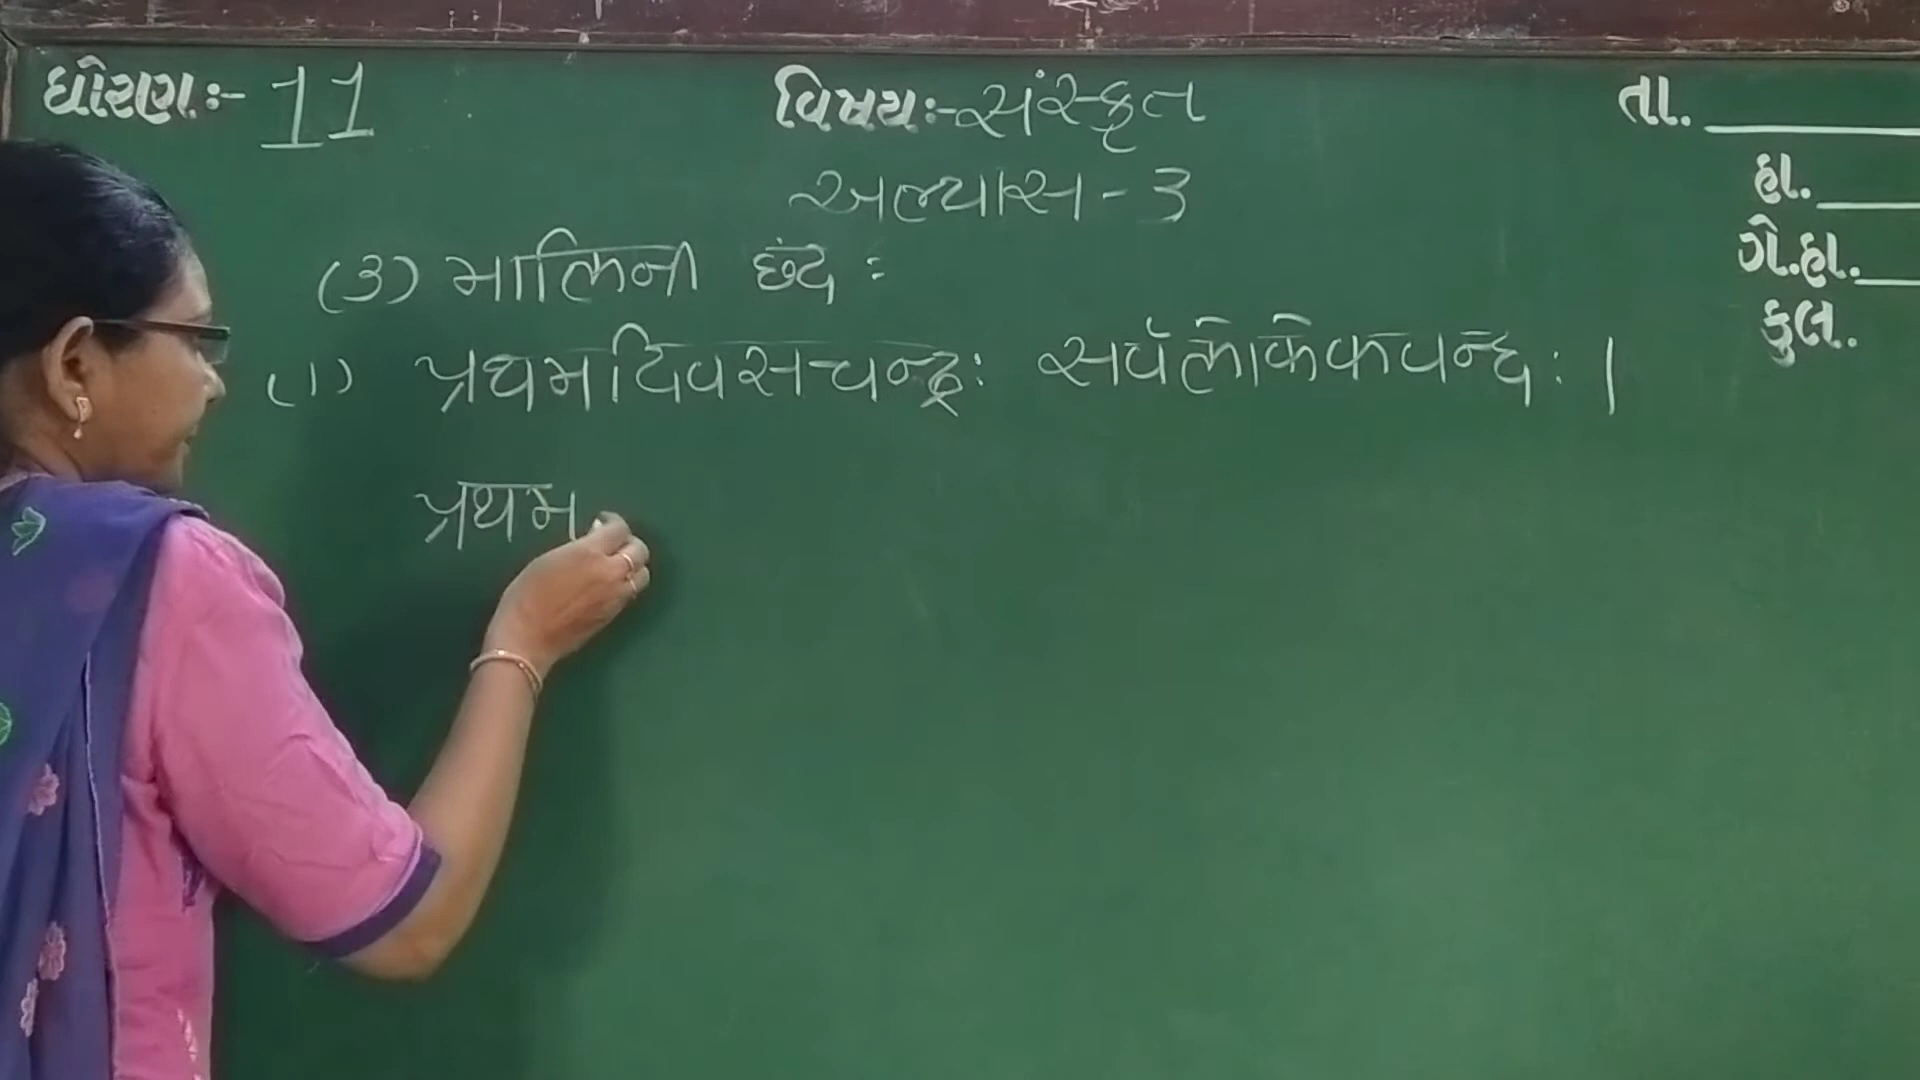 ધોરણઃ- 11 વિષયઃ- સંસ્કૃત તા.
અભ્યાસ - 3 હા.
(3) मालिनी छंद : ગે.હા.
(1) प्रथमदिवसचन्द्रः सर्वलोकेकवन्द्यः । કુલ.
प्रथम